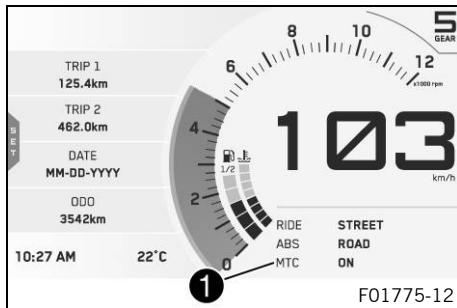 5
GEAR
TRIP 1
125.4km
TRIP 2
462.0km
DATE
MM-DD-YYYY
ODO
3542km
10:27 AM 22°C
SET
0
2
4
6
8
10
12
x1000 rpm
1/2
103
km/h
RIDE STREET
ABS ROAD
MTC ON
1
F01775-12